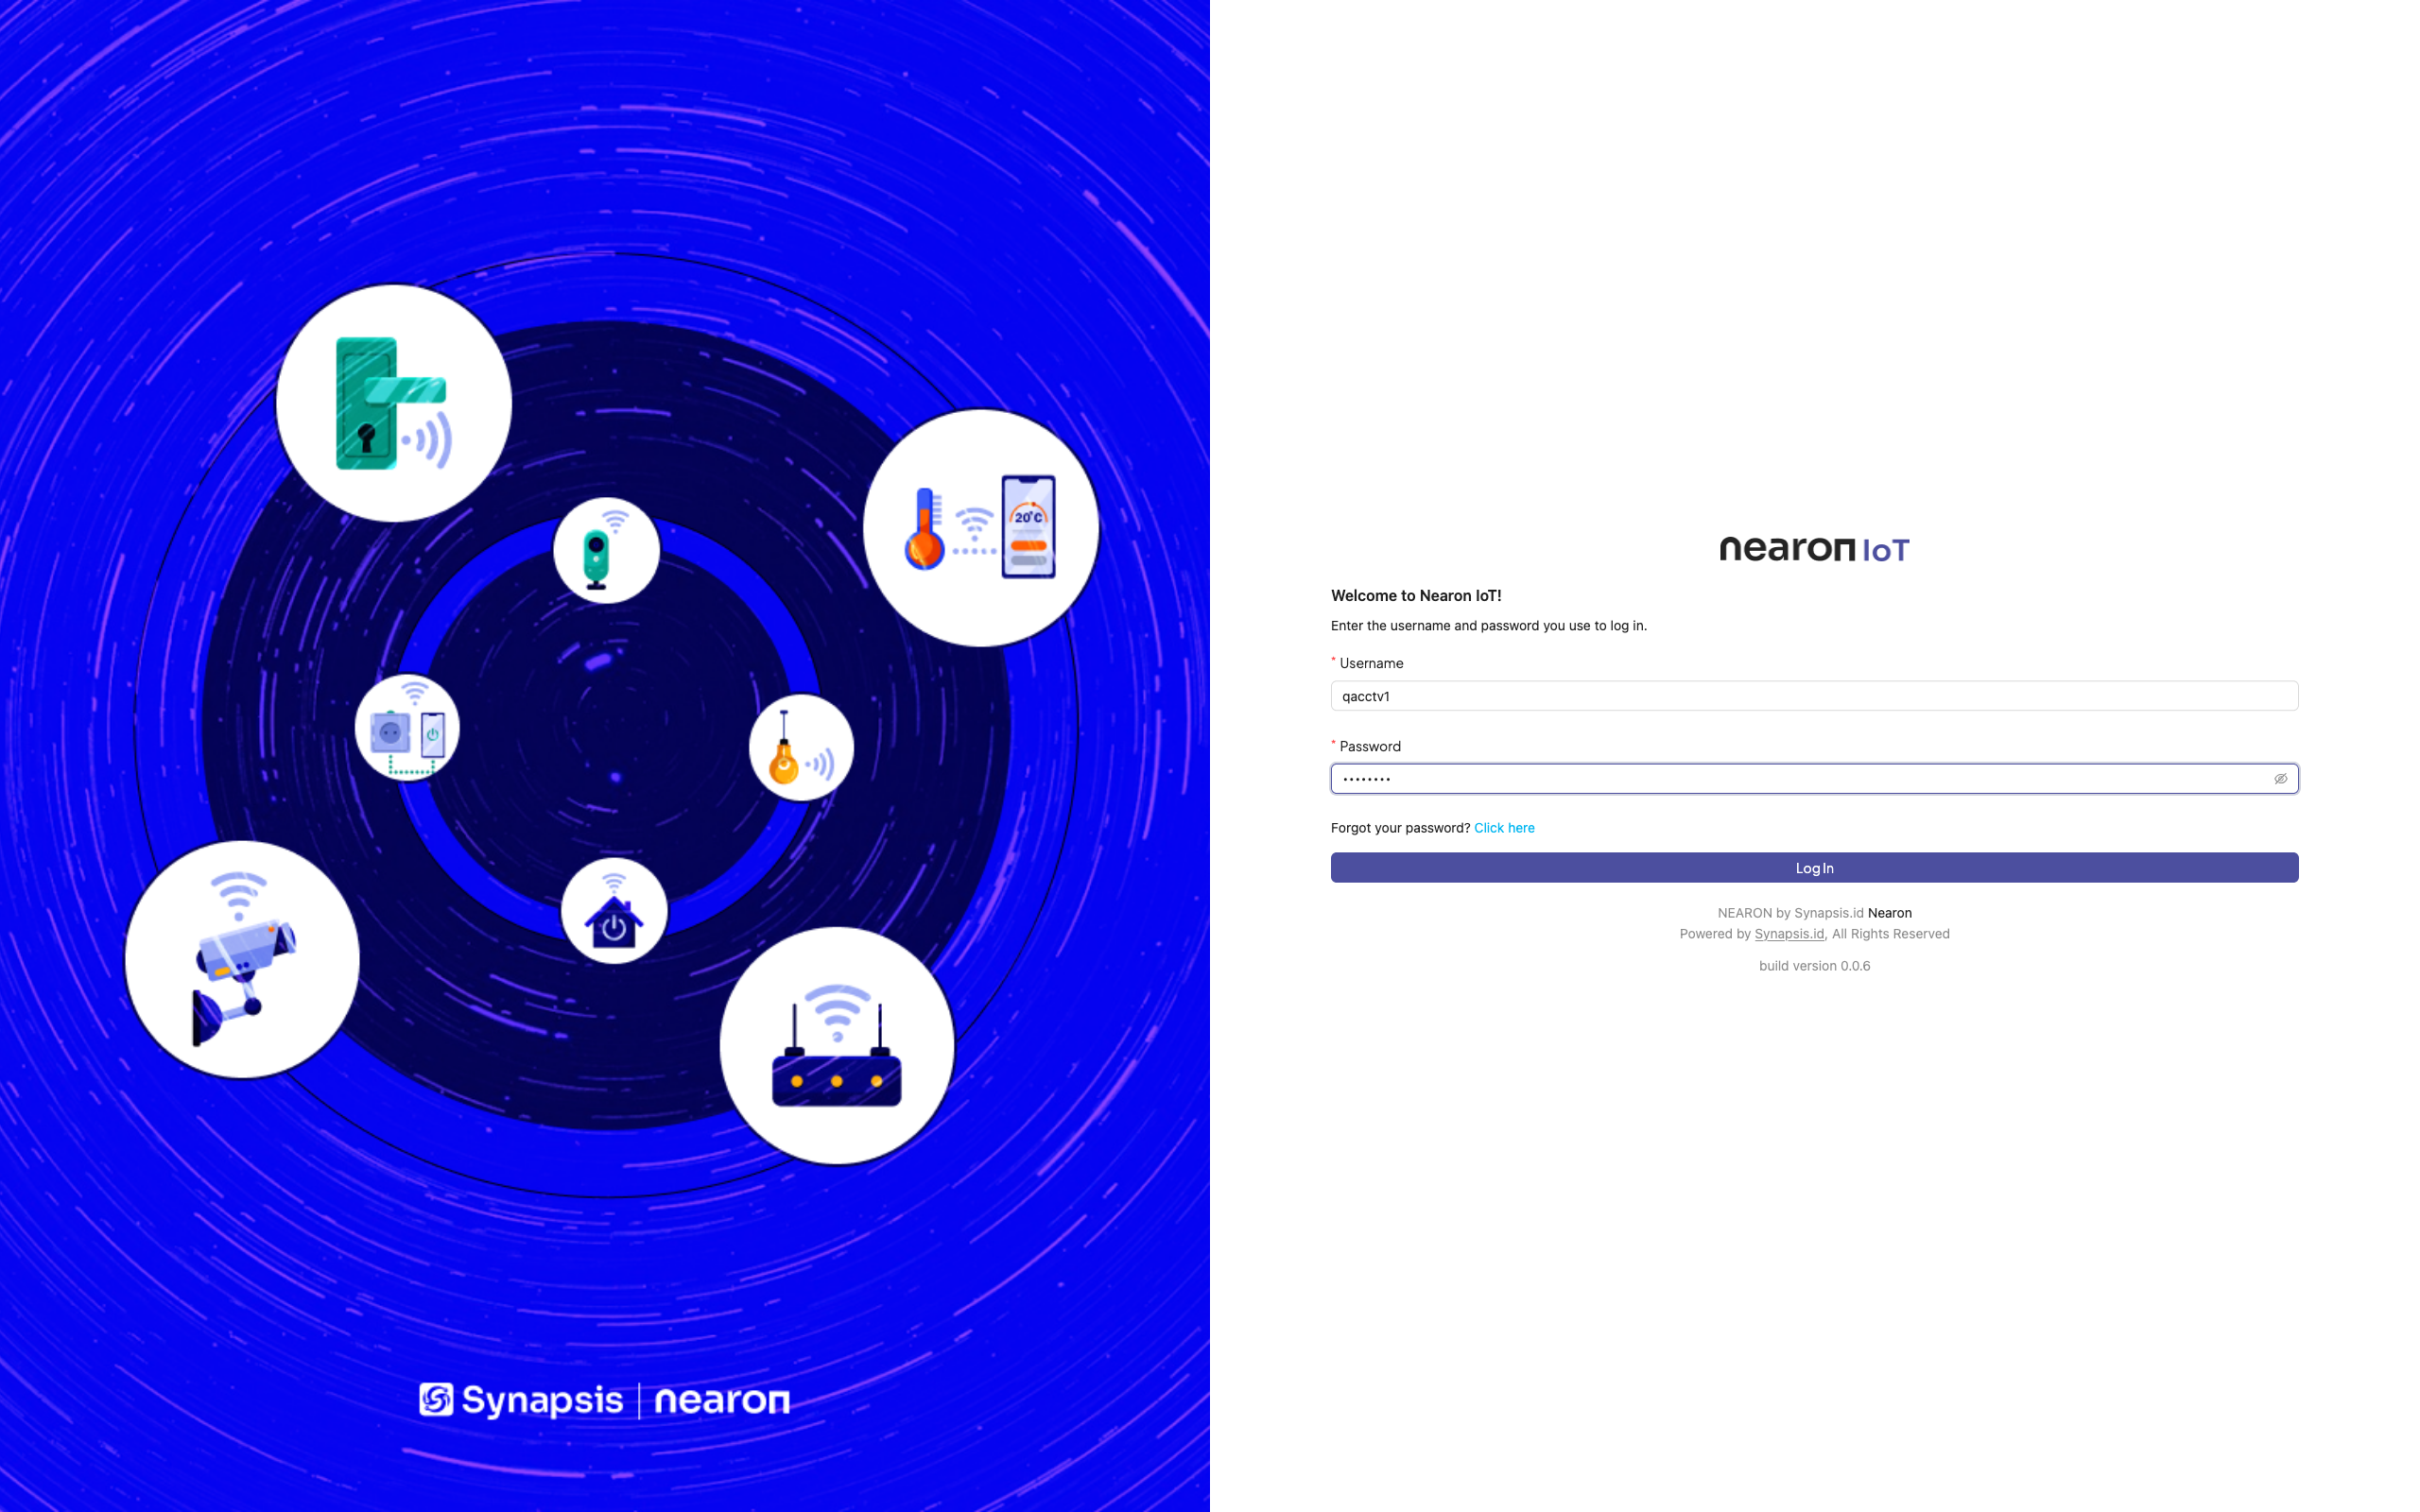 20°C
Synapsis | nearon
nearon IoT
Welcome to Nearon IoT!
Enter the username and password you use to log in.
* Username
qacctv1
* Password
••••••••
Forgot your password? Click here
Log In
NEARON by Synapsis.id Nearon
Powered by Synapsis.id, All Rights Reserved
build version 0.0.6